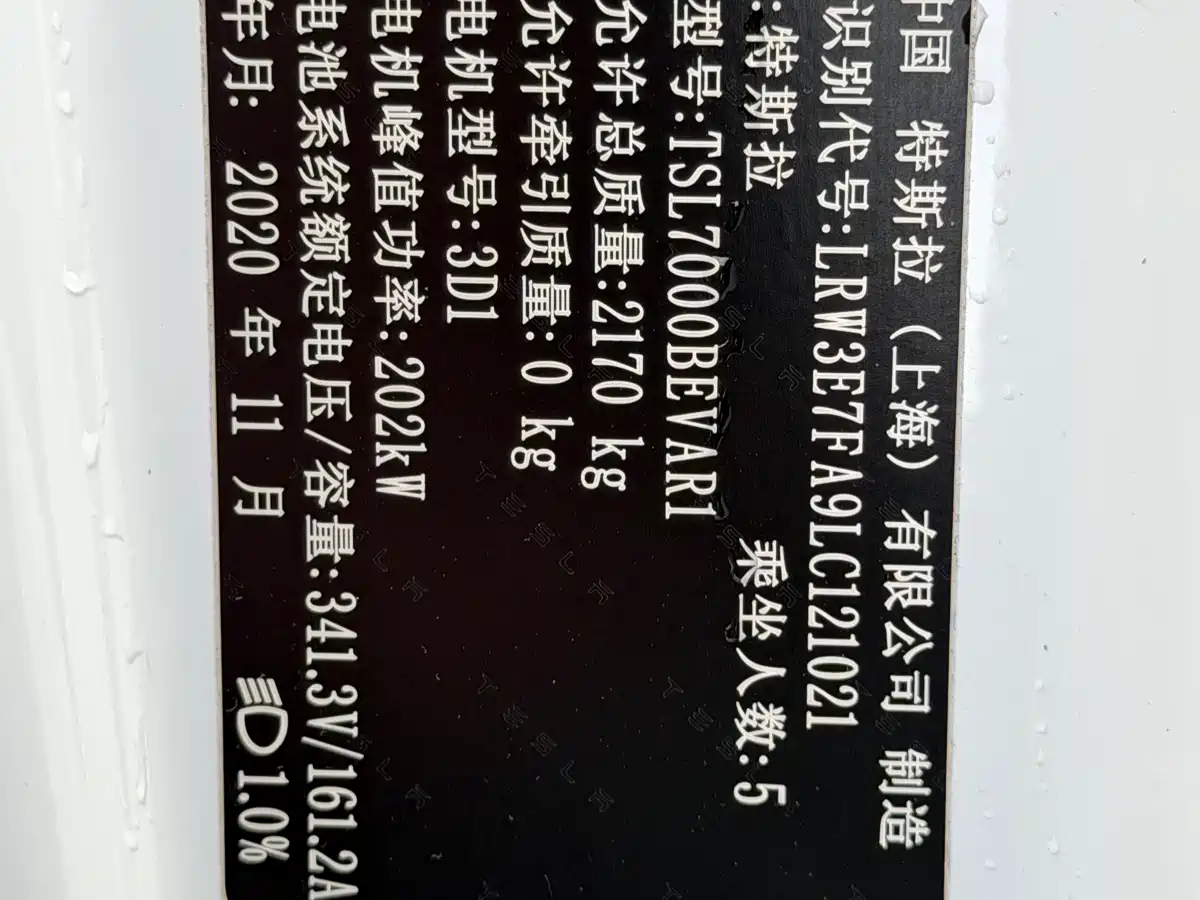 中国 特斯拉（上海）有限公司 制造
识别代号:LRW3E7FA9LC121021
:特斯拉 乘坐人数:5
型号:TSL7000BEVAR1
允许总质量:2170 kg
允许牵引质量:0 kg
电机型号:3D1
电机峰值功率:202kW
电池系统额定电压/容量:341.3V/161.2A
年月: 2020 年 11 月 1.0%